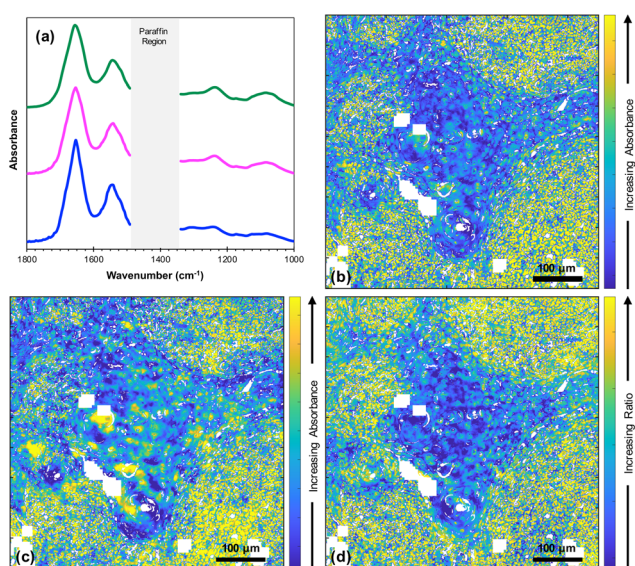 (a)
Paraffin
Region
Absorbance
1800
1600
1400
1200
1000
Wavenumber (cm⁻¹)
(b)
100 μm
Increasing Absorbance
(c)
100 μm
Increasing Absorbance
(d)
100 μm
Increasing Ratio